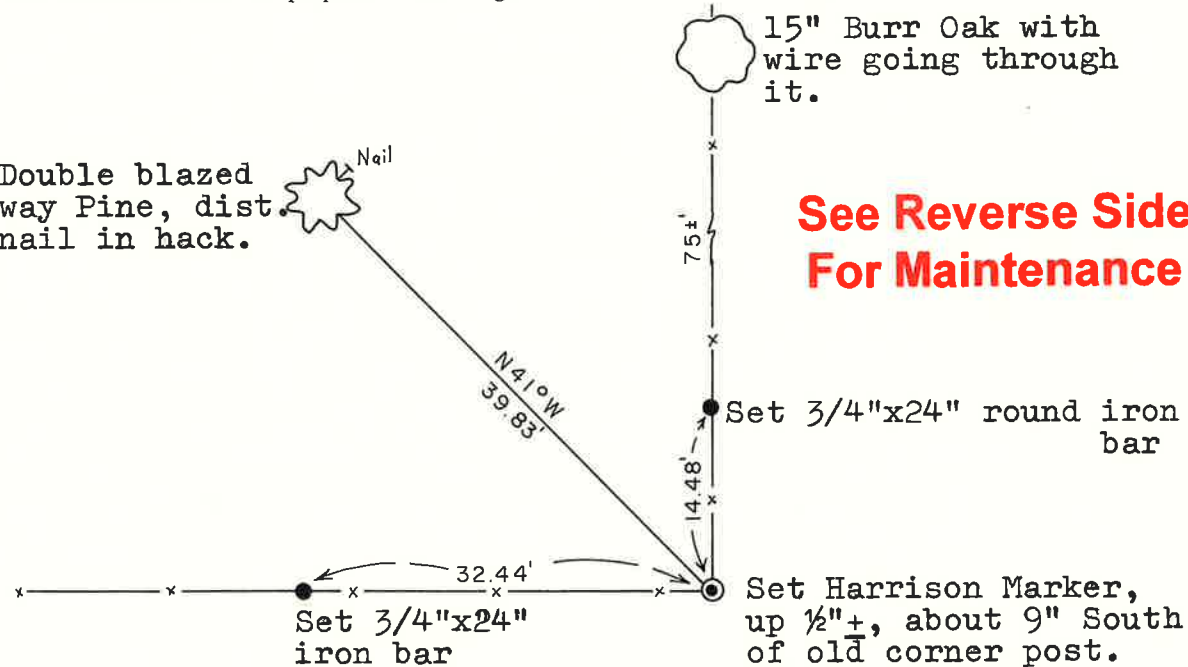 15" Burr Oak with
wire going through
it.
Nail
Double blazed
way Pine, dist.
nail in hack.
75±'
See Reverse Side
For Maintenance
N41°W
39.83'
Set 3/4"x24" round iron
bar
14.48'
32.44'
Set 3/4"x24"
iron bar
Set Harrison Marker,
up ½"±, about 9" South
of old corner post.